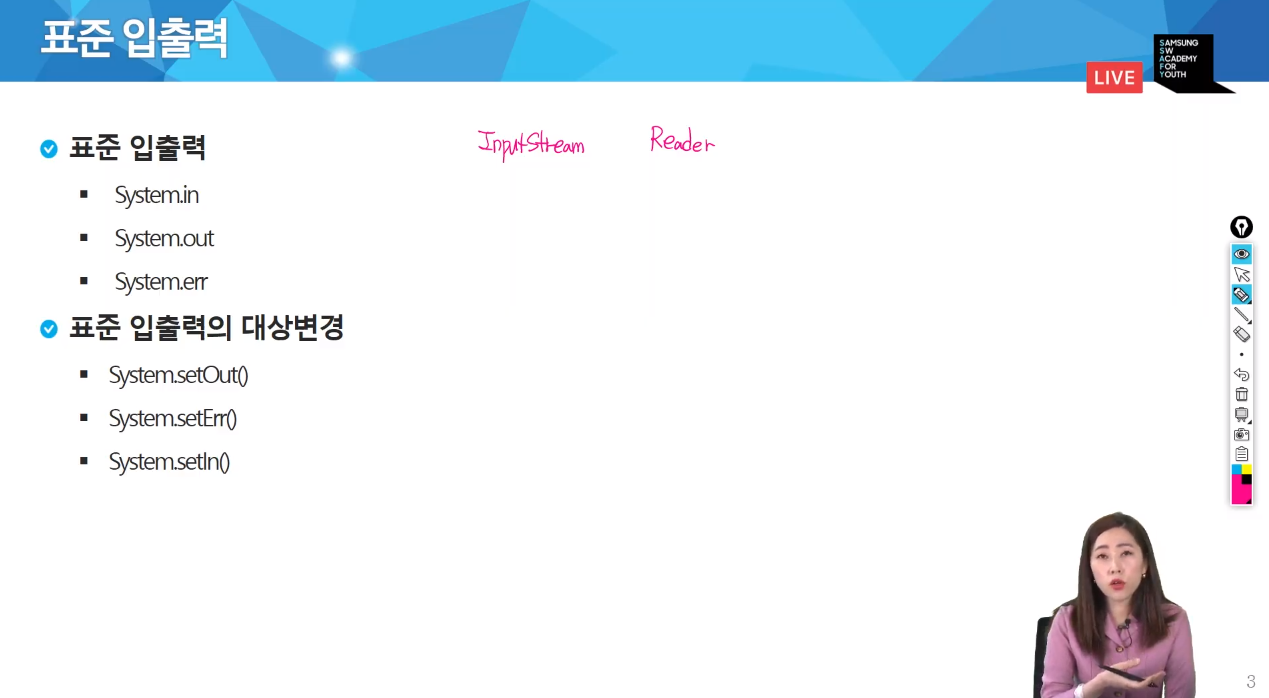 표준 입출력
LIVE
SAMSUNG
SW
ACADEMY
FOR
YOUTH
표준 입출력
InputStream
Reader
System.in
System.out
System.err
표준 입출력의 대상변경
System.setOut()
System.setErr()
System.setIn()
3